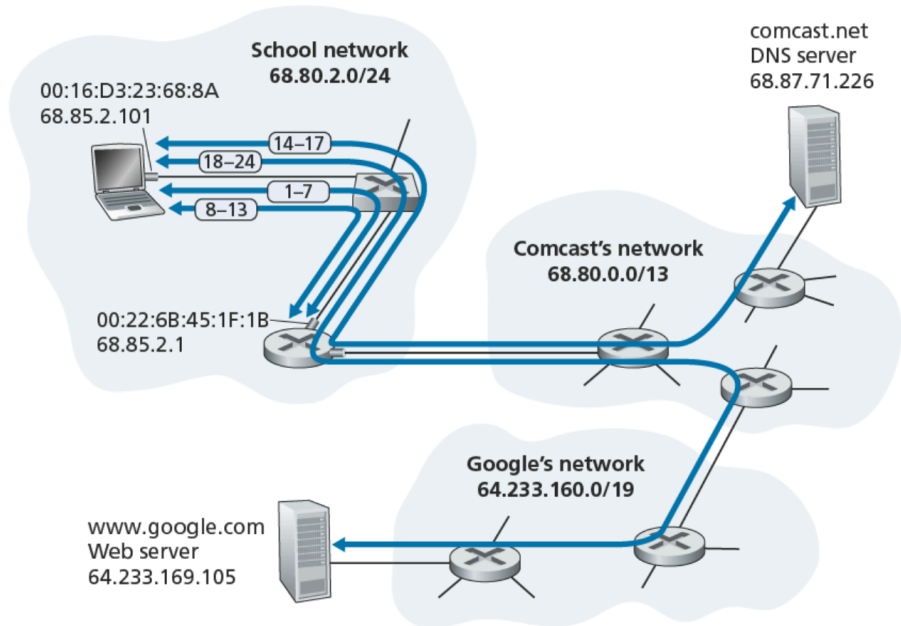 School network
68.80.2.0/24
comcast.net
DNS server
68.87.71.226
00:16:D3:23:68:8A
68.85.2.101
14–17
18–24
1–7
8–13
Comcast’s network
68.80.0.0/13
00:22:6B:45:1F:1B
68.85.2.1
Google’s network
64.233.160.0/19
www.google.com
Web server
64.233.169.105